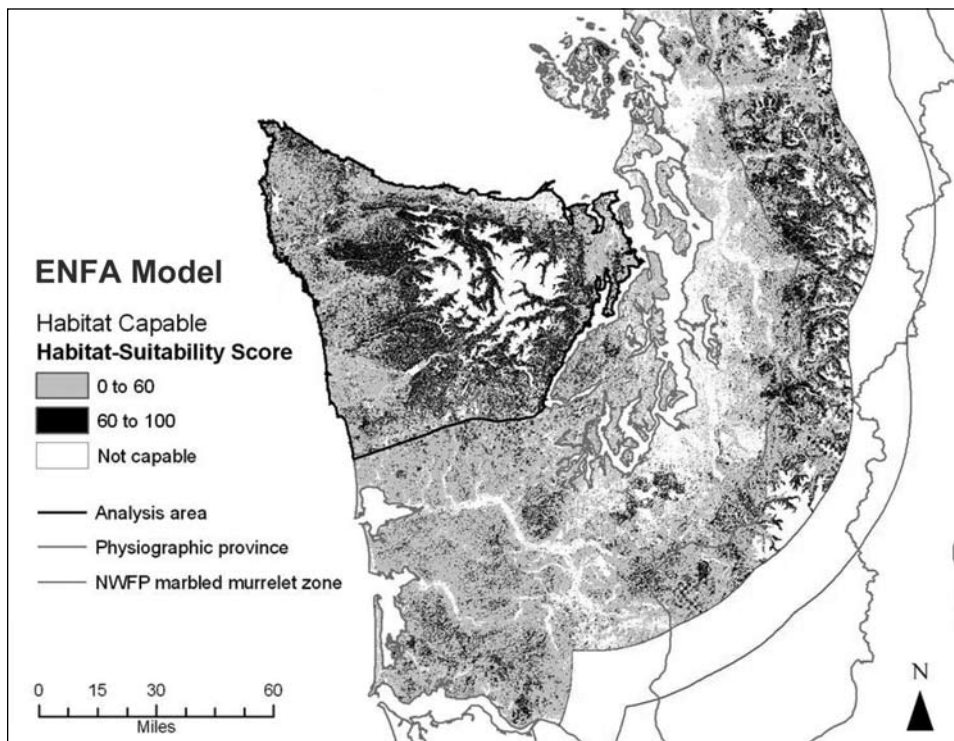 ENFA Model
Habitat Capable
Habitat-Suitability Score
0 to 60
60 to 100
Not capable
Analysis area
Physiographic province
NWFP marbled murrelet zone
0 15 30 60
Miles
N